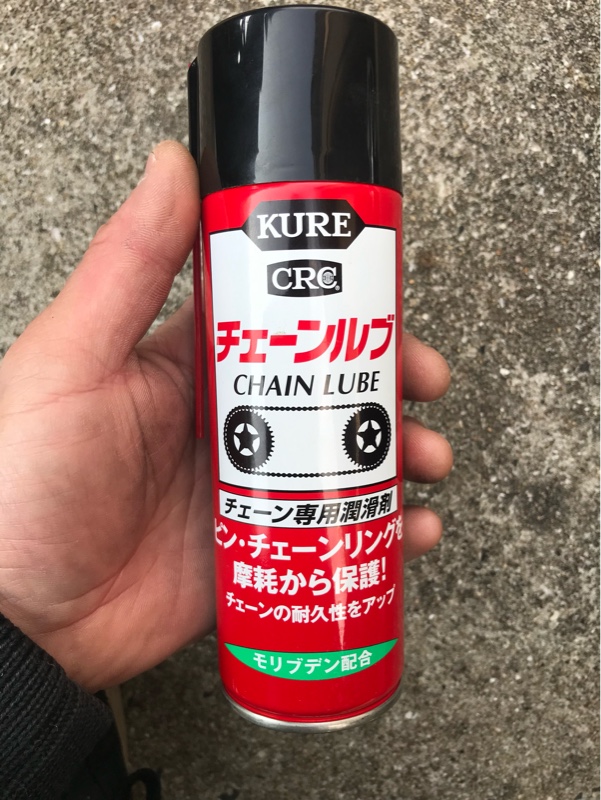 KURE
CRC
チェーンルブ
CHAIN LUBE
チェーン専用潤滑剤
ピン・チェーンリングを
摩耗から保護!
チェーンの耐久性をアップ
モリブデン配合